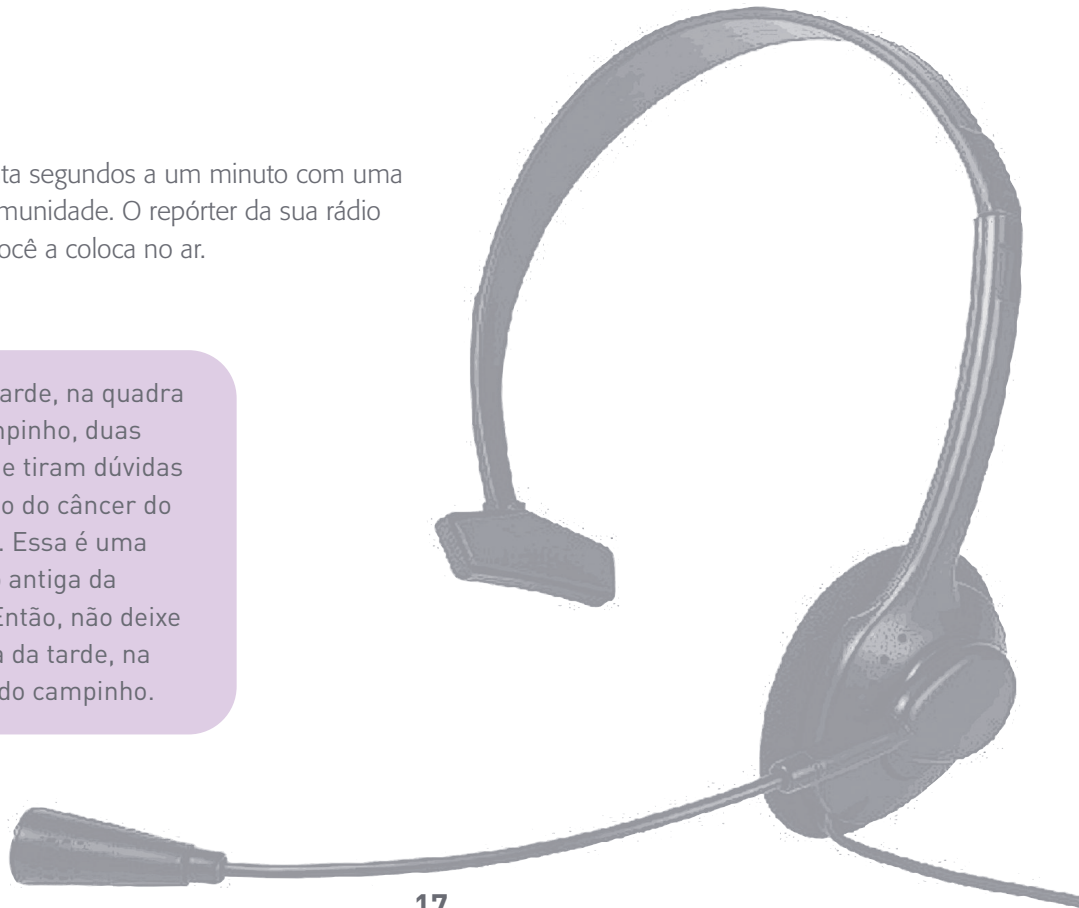 ta segundos a um minuto com uma
munidade. O repórter da sua rádio
ocê a coloca no ar.
arde, na quadra
npinho, duas
e tiram dúvidas
o do câncer do
. Essa é uma
o antiga da
Então, não deixe
a da tarde, na
do campinho.
17